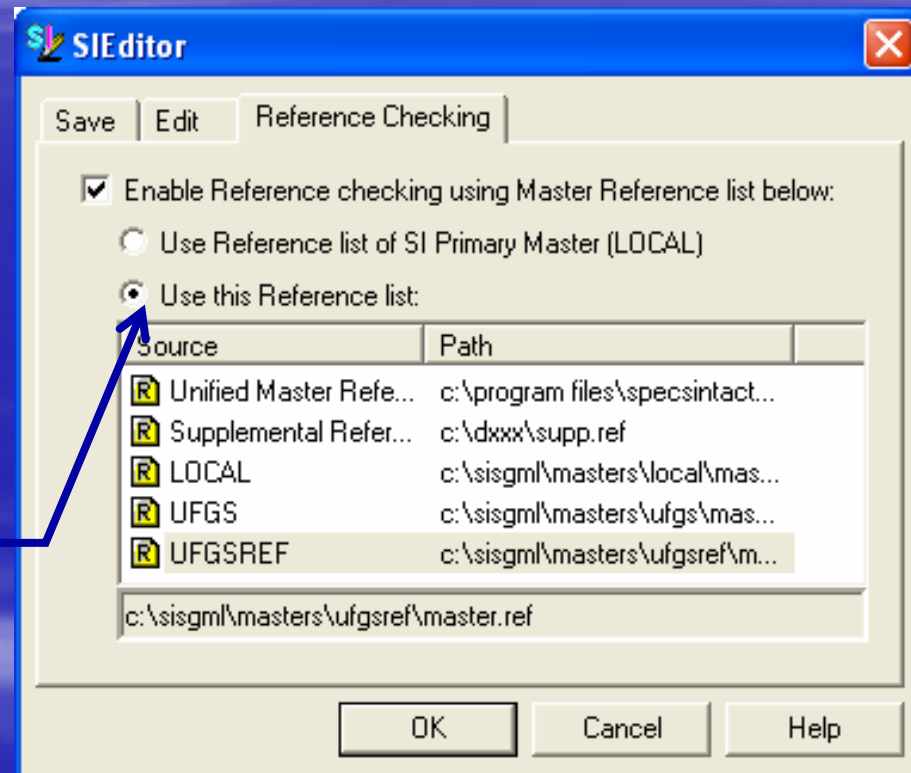 SIEditor
Save Edit Reference Checking
Enable Reference checking using Master Reference list below:
Use Reference list of SI Primary Master (LOCAL)
Use this Reference list:
Source Path
Unified Master Refe... c:\program files\specsintact...
Supplemental Refer... c:\dxxx\supp.ref
LOCAL c:\sisgml\masters\local\mas...
UFGS c:\sisgml\masters\ufgs\mas...
UFGSREF c:\sisgml\masters\ufgsref\m...
c:\sisgml\masters\ufgsref\master.ref
OK Cancel Help